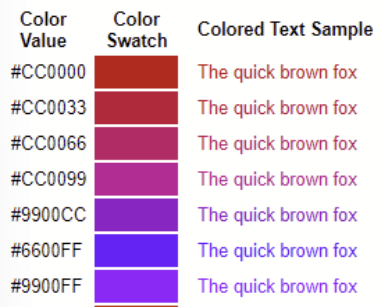 Color Value Color Swatch Colored Text Sample
#CC0000 The quick brown fox
#CC0033 The quick brown fox
#CC0066 The quick brown fox
#CC0099 The quick brown fox
#9900CC The quick brown fox
#6600FF The quick brown fox
#9900FF The quick brown fox